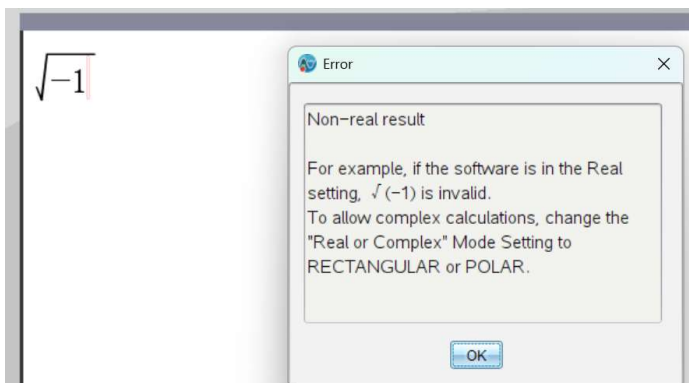 √−1
Error
Non-real result
For example, if the software is in the Real
setting, √(-1) is invalid.
To allow complex calculations, change the
"Real or Complex" Mode Setting to
RECTANGULAR or POLAR.
OK